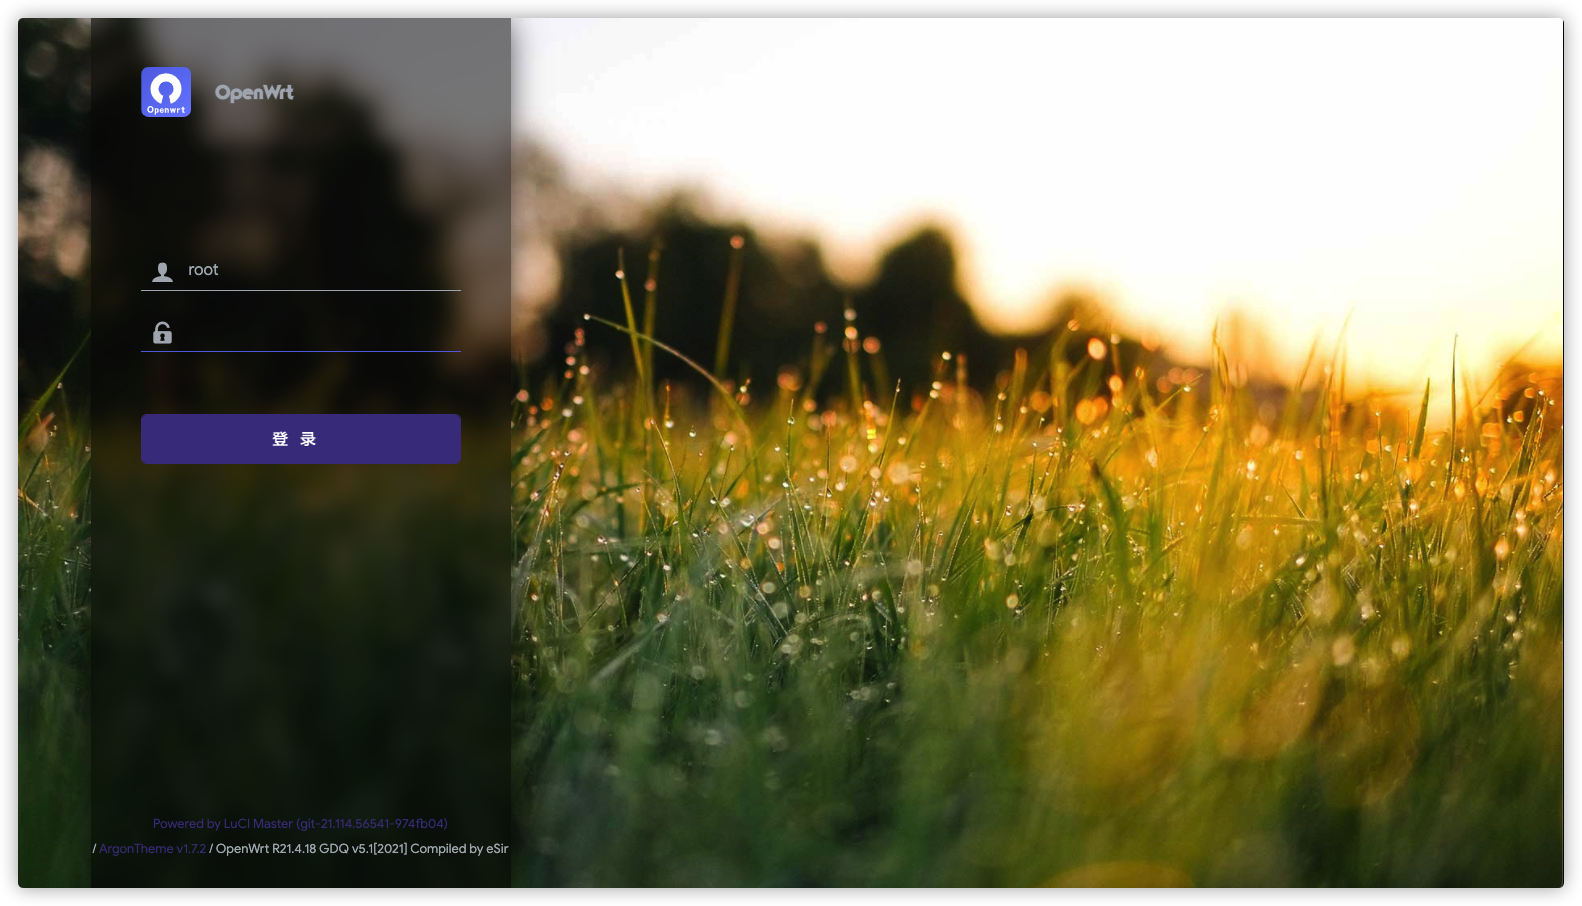 Openwrt
OpenWrt
root
登 录
Powered by LuCI Master (git-21.114.56541-974fb04)
/ ArgonTheme v1.7.2 / OpenWrt R21.4.18 GDQ v5.1[2021] Compiled by eSir